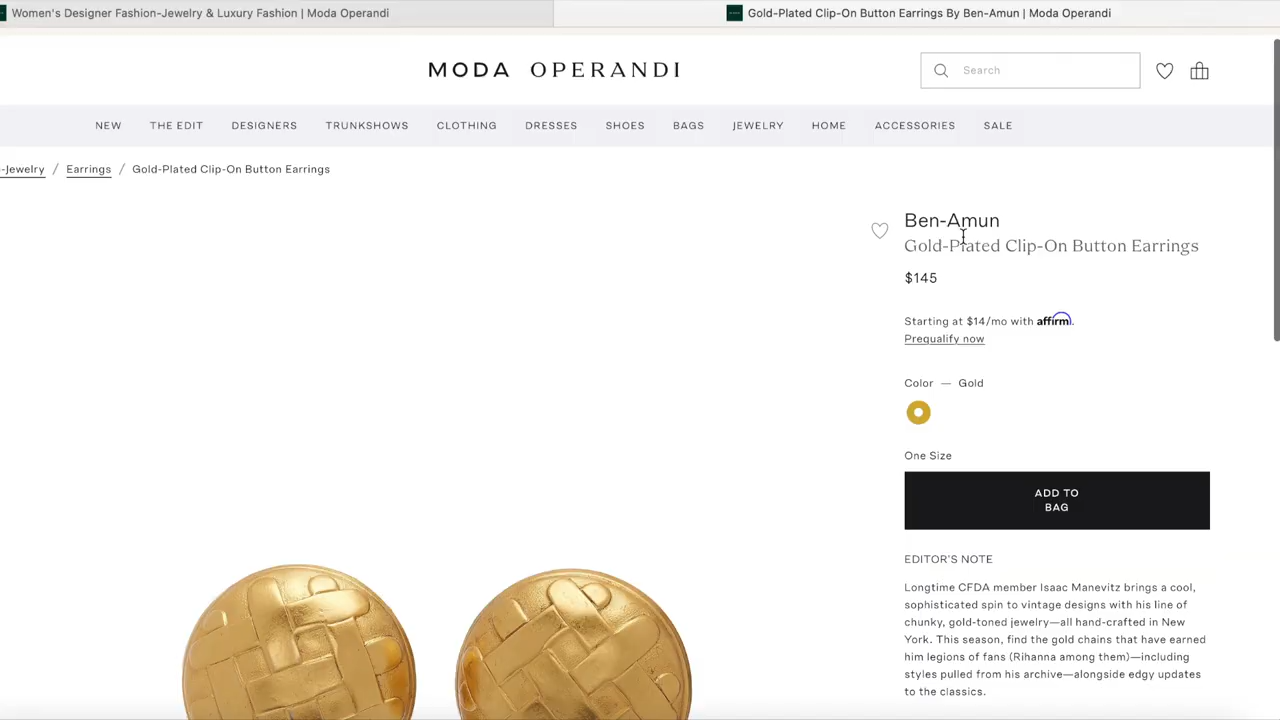 Women's Designer Fashion-Jewelry & Luxury Fashion | Moda Operandi
Gold-Plated Clip-On Button Earrings By Ben-Amun | Moda Operandi
MODA OPERANDI
Search
NEW THE EDIT DESIGNERS TRUNKSHOWS CLOTHING DRESSES SHOES BAGS JEWELRY HOME ACCESSORIES SALE
-Jewelry / Earrings / Gold-Plated Clip-On Button Earrings
Ben-Amun
Gold-Plated Clip-On Button Earrings
$145
Starting at $14/mo with affirm.
Prequalify now
Color — Gold
One Size
ADD TO
BAG
EDITOR'S NOTE
Longtime CFDA member Isaac Manevitz brings a cool,
sophisticated spin to vintage designs with his line of
chunky, gold-toned jewelry—all hand-crafted in New
York. This season, find the gold chains that have earned
him legions of fans (Rihanna among them)—including
styles pulled from his archive—alongside edgy updates
to the classics.